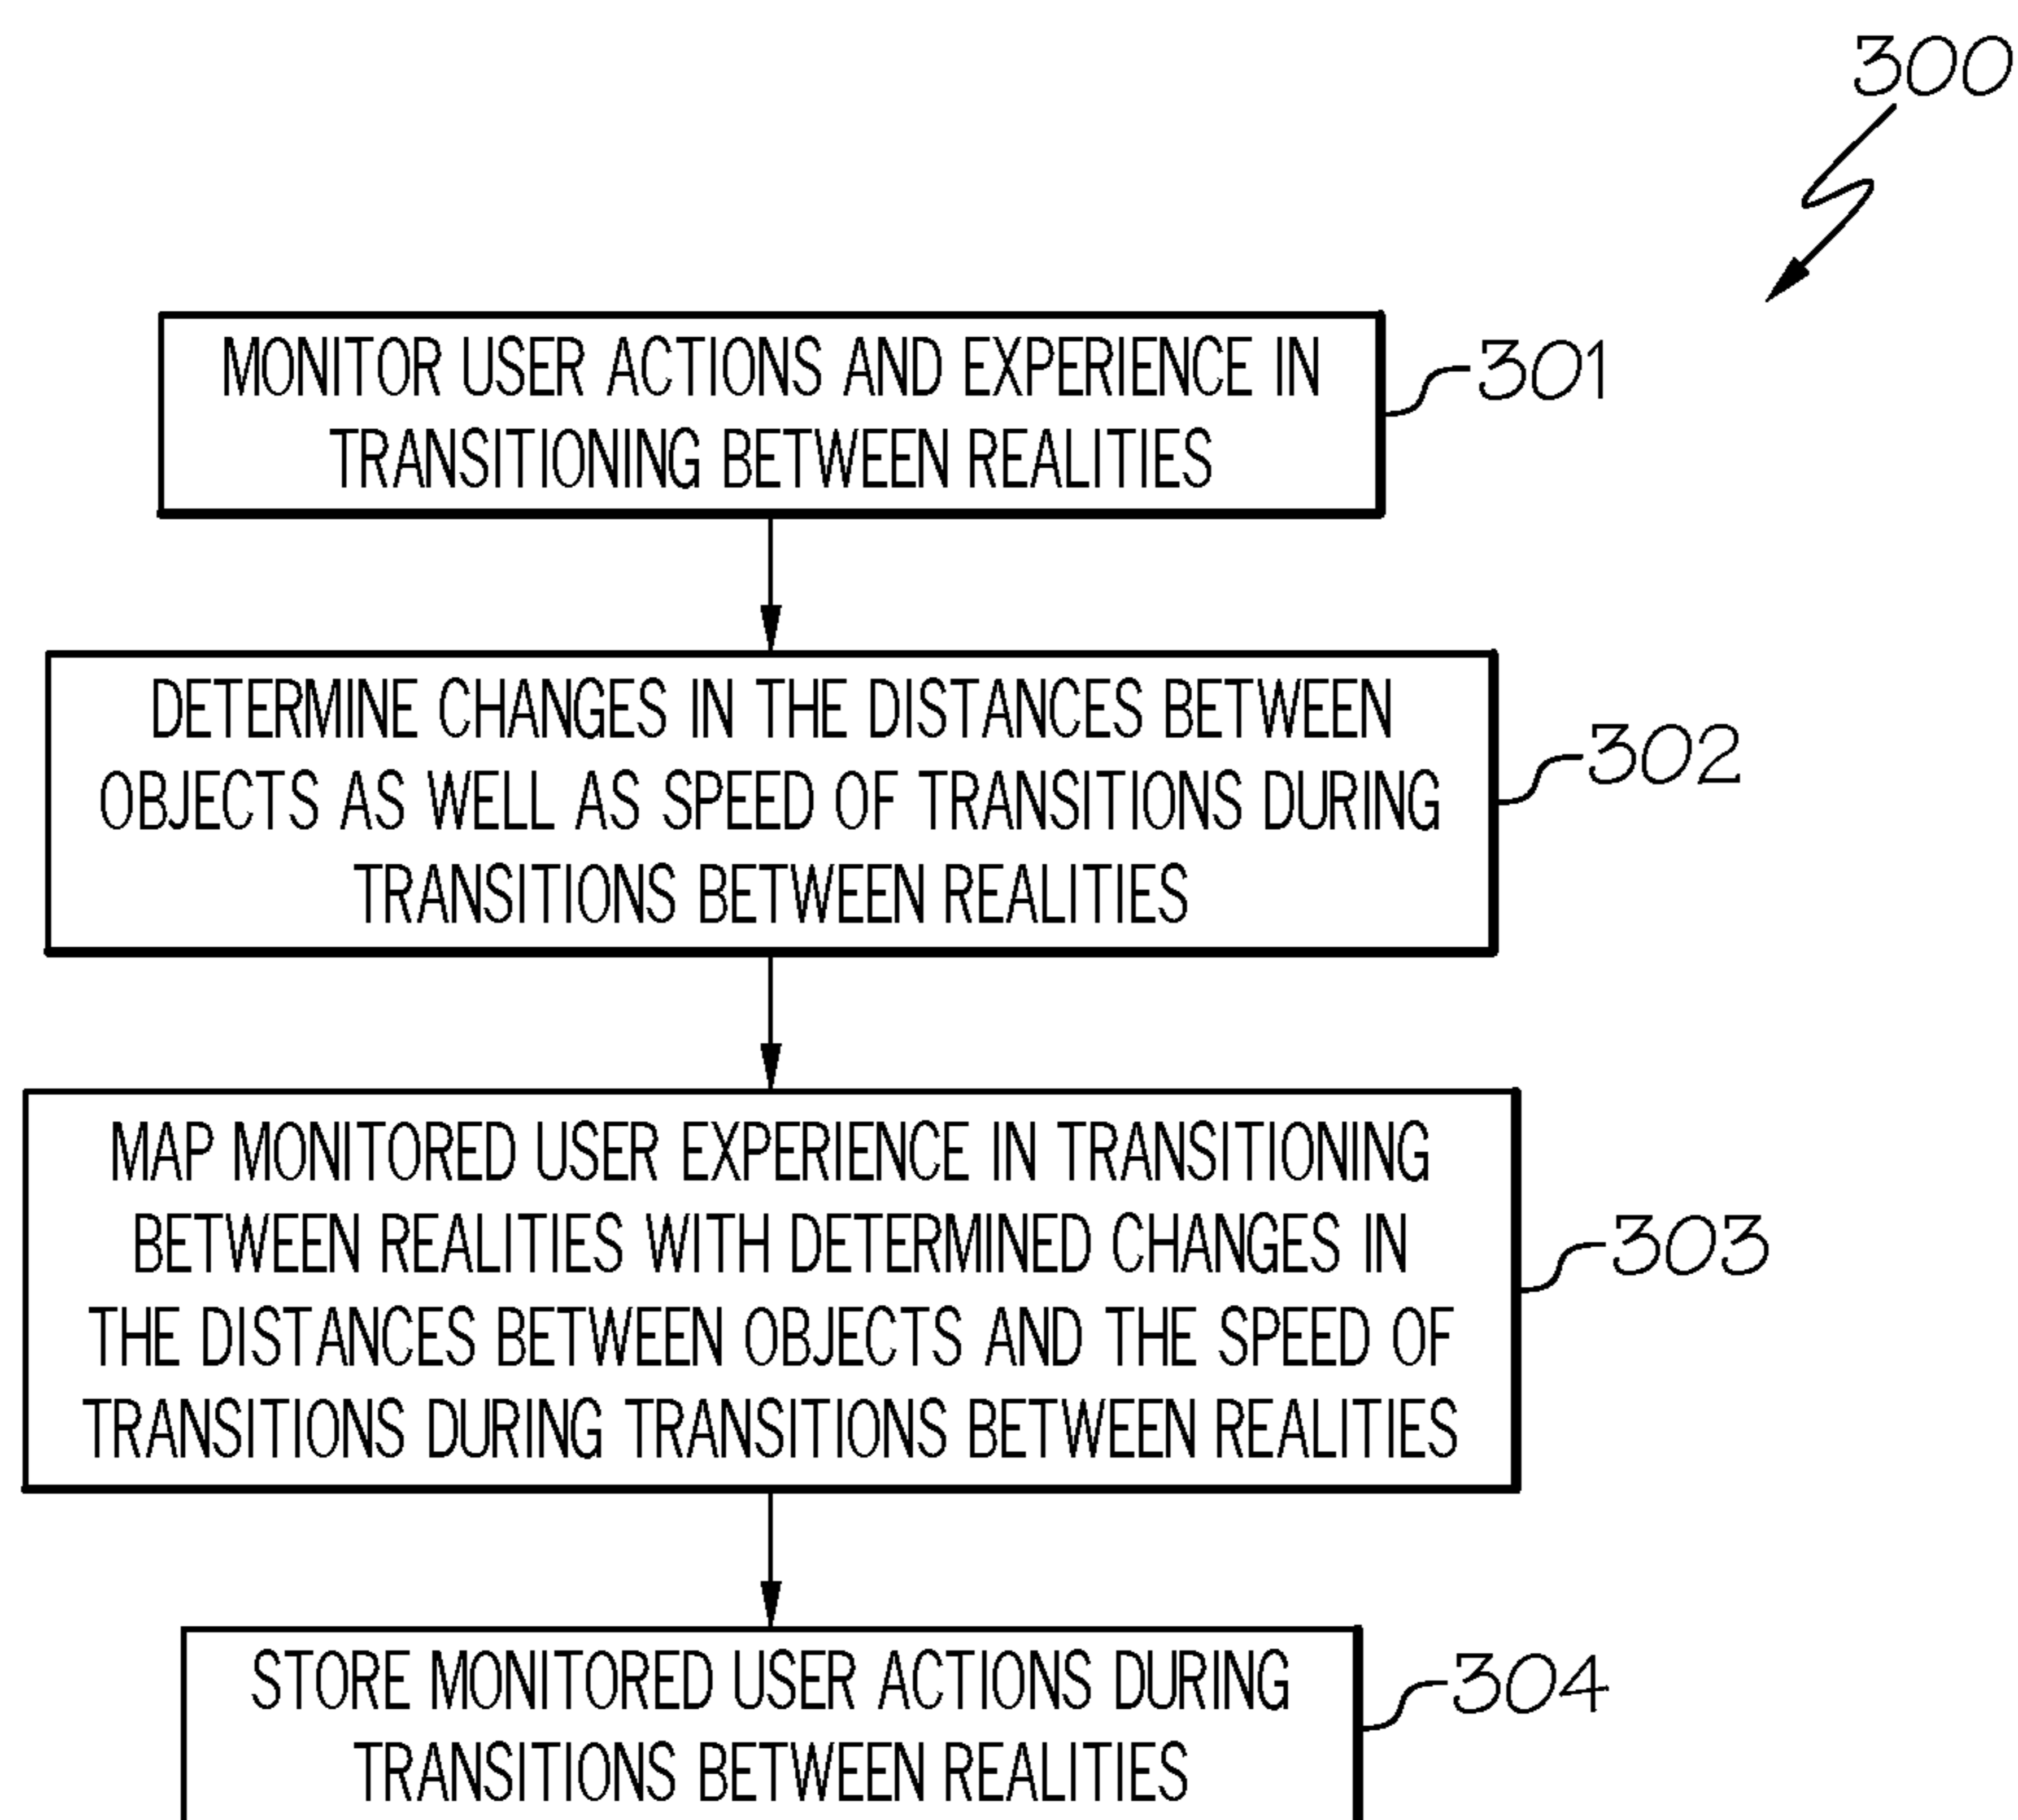 300
MONITOR USER ACTIONS AND EXPERIENCE IN
TRANSITIONING BETWEEN REALITIES
301
DETERMINE CHANGES IN THE DISTANCES BETWEEN
OBJECTS AS WELL AS SPEED OF TRANSITIONS DURING
TRANSITIONS BETWEEN REALITIES
302
MAP MONITORED USER EXPERIENCE IN TRANSITIONING
BETWEEN REALITIES WITH DETERMINED CHANGES IN
THE DISTANCES BETWEEN OBJECTS AND THE SPEED OF
TRANSITIONS DURING TRANSITIONS BETWEEN REALITIES
303
STORE MONITORED USER ACTIONS DURING
TRANSITIONS BETWEEN REALITIES
304